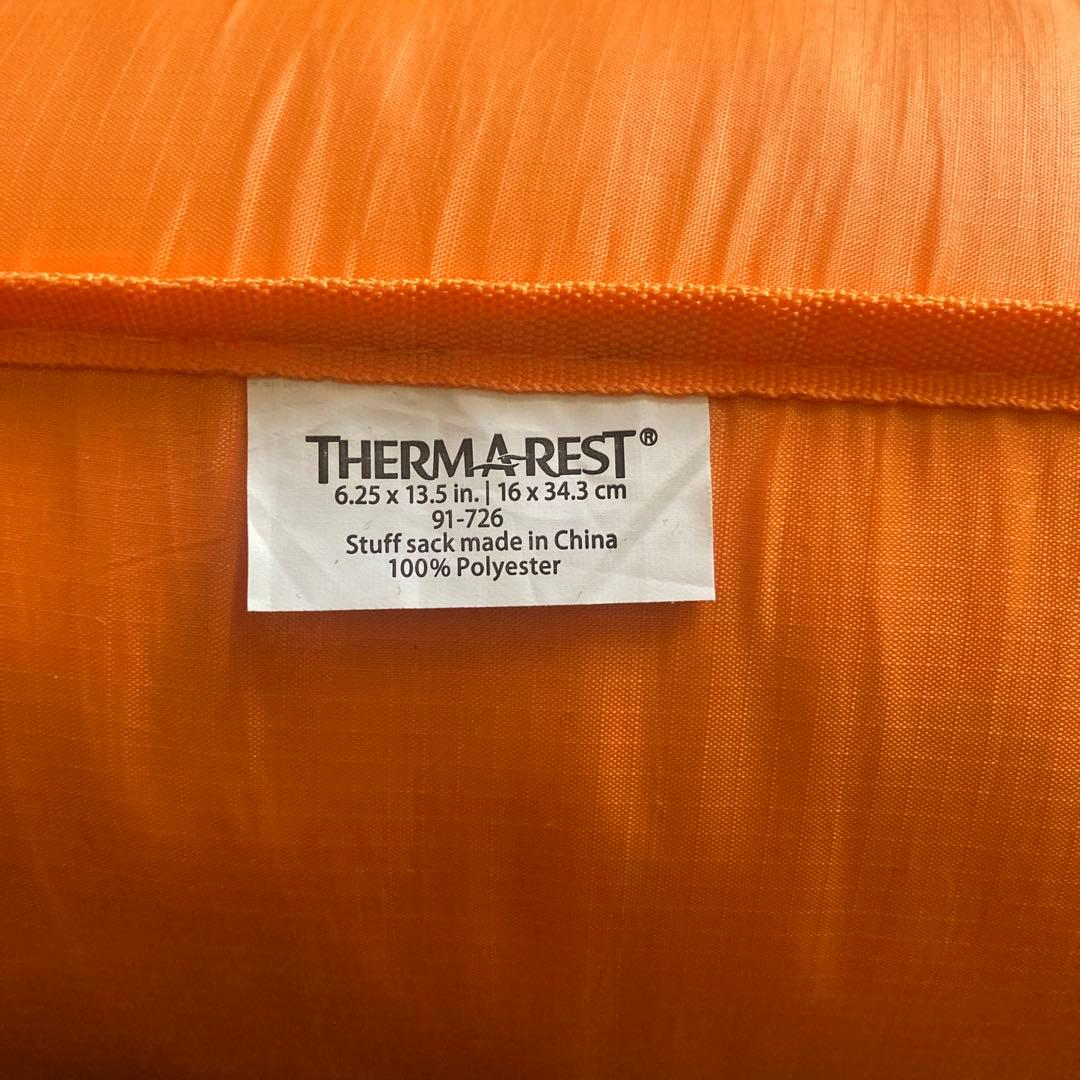 THERMAREST®
6.25 x 13.5 in. | 16 x 34.3 cm
91-726
Stuff sack made in China
100% Polyester